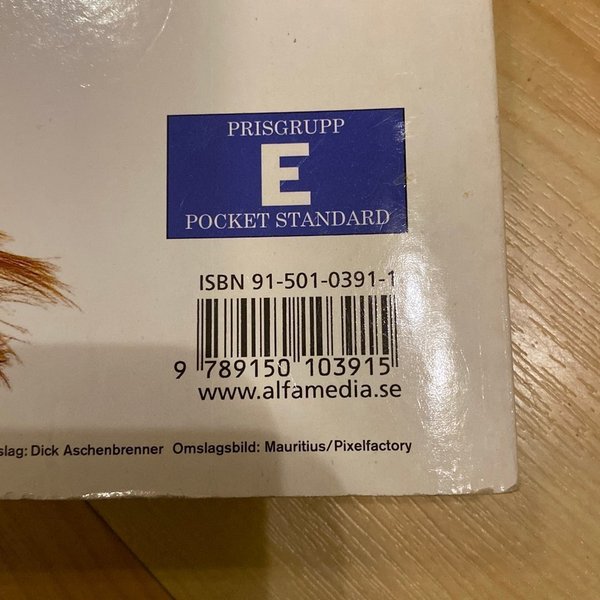 PRISGRUPP
E
POCKET STANDARD
ISBN 91-501-0391-1
9 789150 103915
www.alfamedia.se
slag: Dick Aschenbrenner Omslagsbild: Mauritius/Pixelfactory